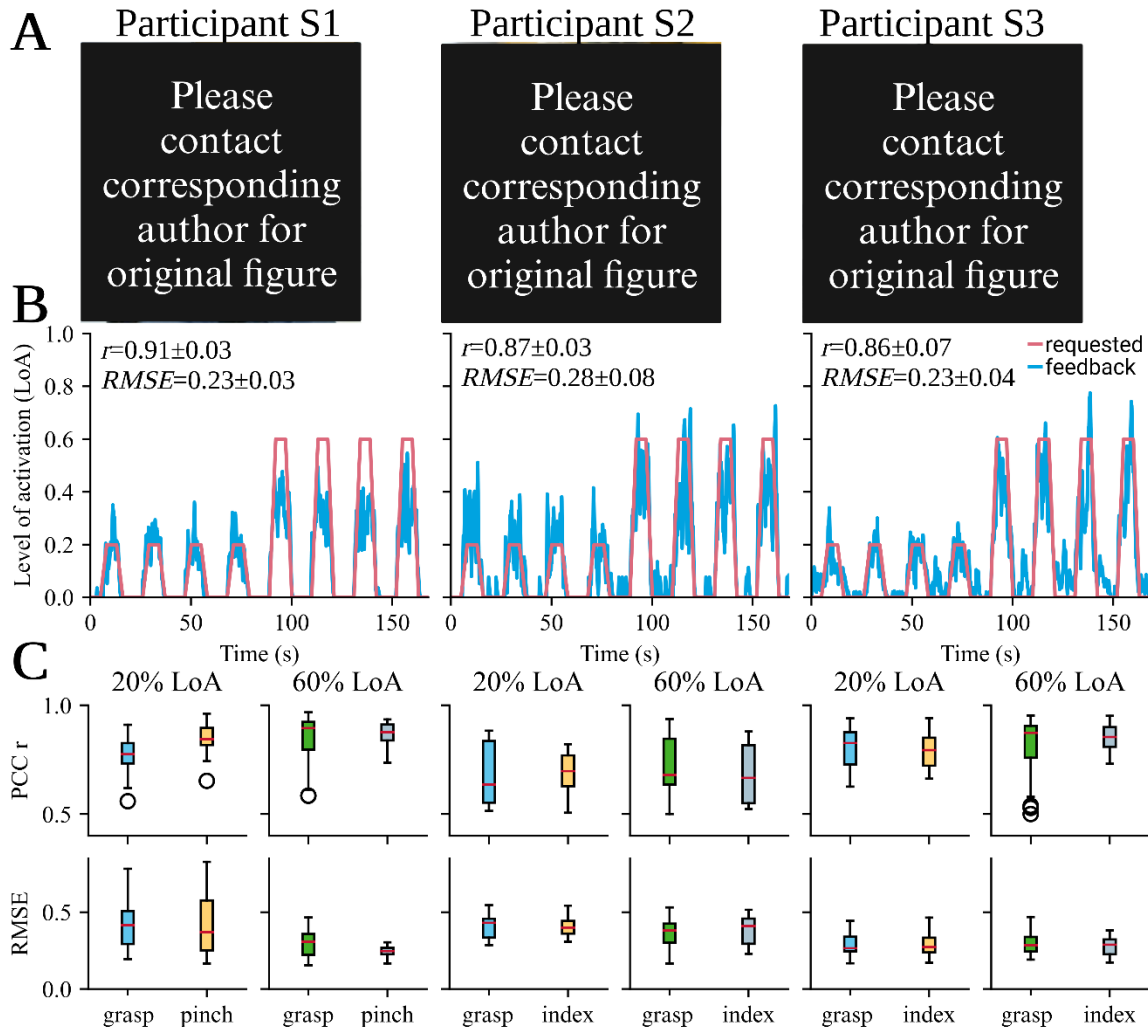 A
Participant S1
Participant S2
Participant S3
Please
contact
corresponding
author for
original figure
Please
contact
corresponding
author for
original figure
Please
contact
corresponding
author for
original figure
B
Level of activation (LoA)
1.0
0.8
0.6
0.4
0.2
0.0
r=0.91±0.03
RMSE=0.23±0.03
r=0.87±0.03
RMSE=0.28±0.08
r=0.86±0.07
RMSE=0.23±0.04
requested
feedback
0 50 100 150
0 50 100 150
0 50 100 150
Time (s)
Time (s)
Time (s)
C
20% LoA
60% LoA
20% LoA
60% LoA
20% LoA
60% LoA
PCC r
1.0
0.5
RMSE
0.5
0.0
grasp pinch
grasp pinch
grasp index
grasp index
grasp index
grasp index